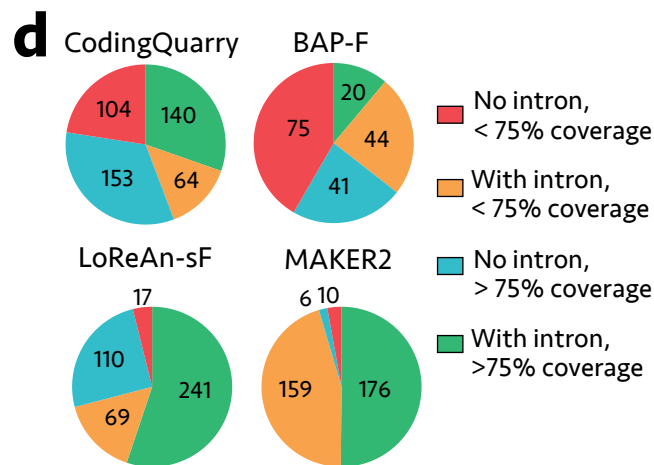 d
CodingQuarry
BAP-F
104
140
153
64
20
75
44
41
No intron,
< 75% coverage
With intron,
< 75% coverage
No intron,
> 75% coverage
With intron,
>75% coverage
LoReAn-sF
MAKER2
17
110
241
69
6
10
159
176